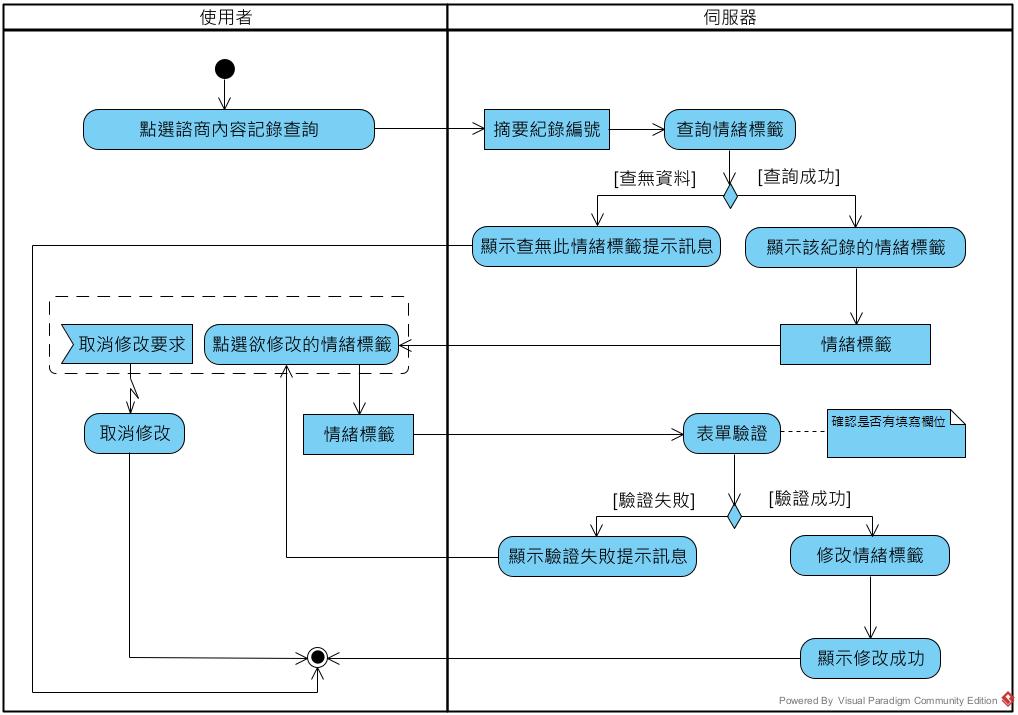 使用者
伺服器
點選諮商內容記錄查詢
摘要紀錄編號
查詢情緒標籤
[查無資料]
[查詢成功]
顯示查無此情緒標籤提示訊息
顯示該紀錄的情緒標籤
取消修改要求
點選欲修改的情緒標籤
情緒標籤
取消修改
情緒標籤
表單驗證
確認是否有填寫欄位
[驗證失敗]
[驗證成功]
顯示驗證失敗提示訊息
修改情緒標籤
顯示修改成功
Powered By Visual Paradigm Community Edition